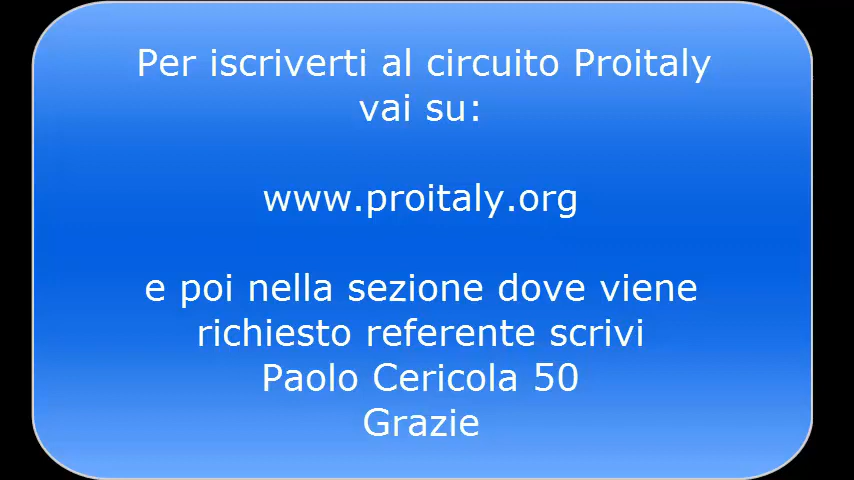 Per iscriverti al circuito Proitaly
vai su:
www.proitaly.org
e poi nella sezione dove viene
richiesto referente scrivi
Paolo Cericola 50
Grazie